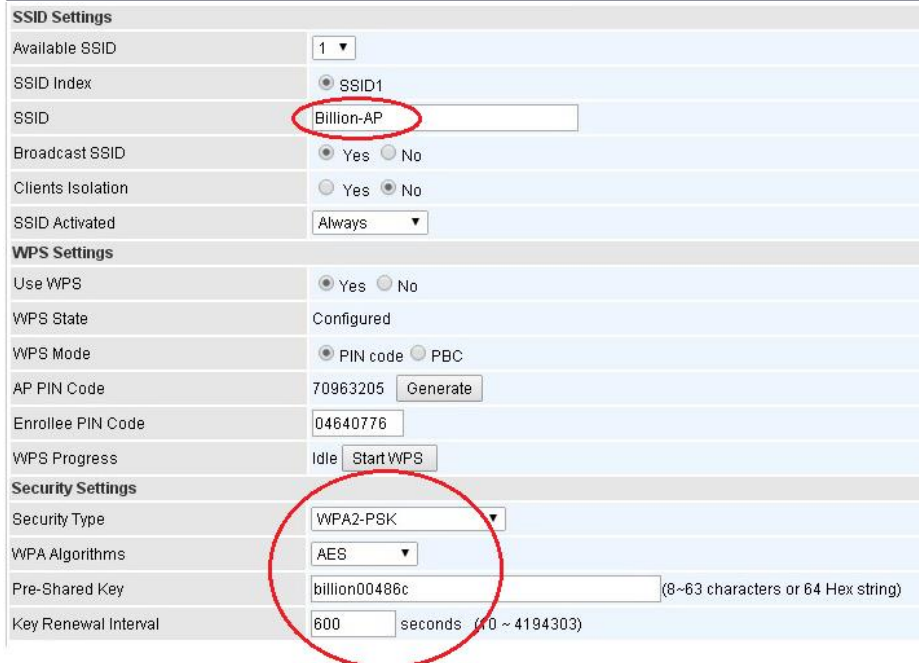 SSID Settings
Available SSID 1
SSID Index SSID1
SSID Billion-AP
Broadcast SSID Yes No
Clients Isolation Yes No
SSID Activated Always
WPS Settings
Use WPS Yes No
WPS State Configured
WPS Mode PIN code PBC
AP PIN Code 70963205 Generate
Enrollee PIN Code 04640776
WPS Progress Idle Start WPS
Security Settings
Security Type WPA2-PSK
WPA Algorithms AES
Pre-Shared Key billion00486c (8~63 characters or 64 Hex string)
Key Renewal Interval 600 seconds (10 ~ 4194303)